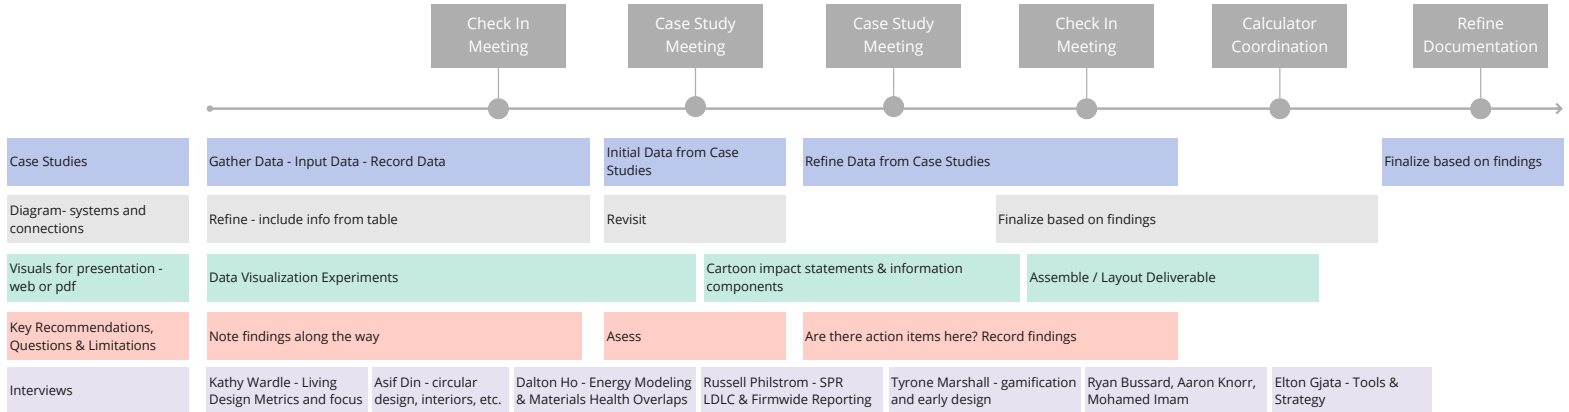 Check In
Meeting
Case Study
Meeting
Case Study
Meeting
Check In
Meeting
Calculator
Coordination
Refine
Documentation
Case Studies
Gather Data - Input Data - Record Data
Initial Data from Case
Studies
Refine Data from Case Studies
Finalize based on findings
Diagram- systems and
connections
Refine - include info from table
Revisit
Finalize based on findings
Visuals for presentation -
web or pdf
Data Visualization Experiments
Cartoon impact statements & information
components
Assemble / Layout Deliverable
Key Recommendations,
Questions & Limitations
Note findings along the way
Asess
Are there action items here? Record findings
Interviews
Kathy Wardle - Living
Design Metrics and focus
Asif Din - circular
design, interiors, etc.
Dalton Ho - Energy Modeling
& Materials Health Overlaps
Russell Philstrom - SPR
LDLC & Firmwide Reporting
Tyrone Marshall - gamification
and early design
Ryan Bussard, Aaron Knorr,
Mohamed Imam
Elton Gjata - Tools &
Strategy